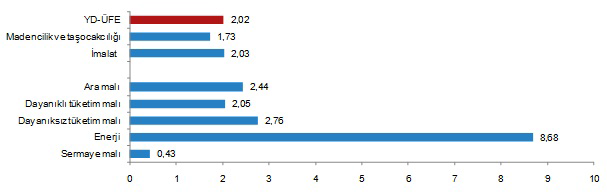 YD-ÜFE 2,02
Madencilik ve taşocakcılığı 1,73
İmalat 2,03
Ara malı 2,44
Dayanıklı tüketim malı 2,05
Dayanıksız tüketim malı 2,76
Enerji 8,68
Sermaye malı 0,43
0 1 2 3 4 5 6 7 8 9 10